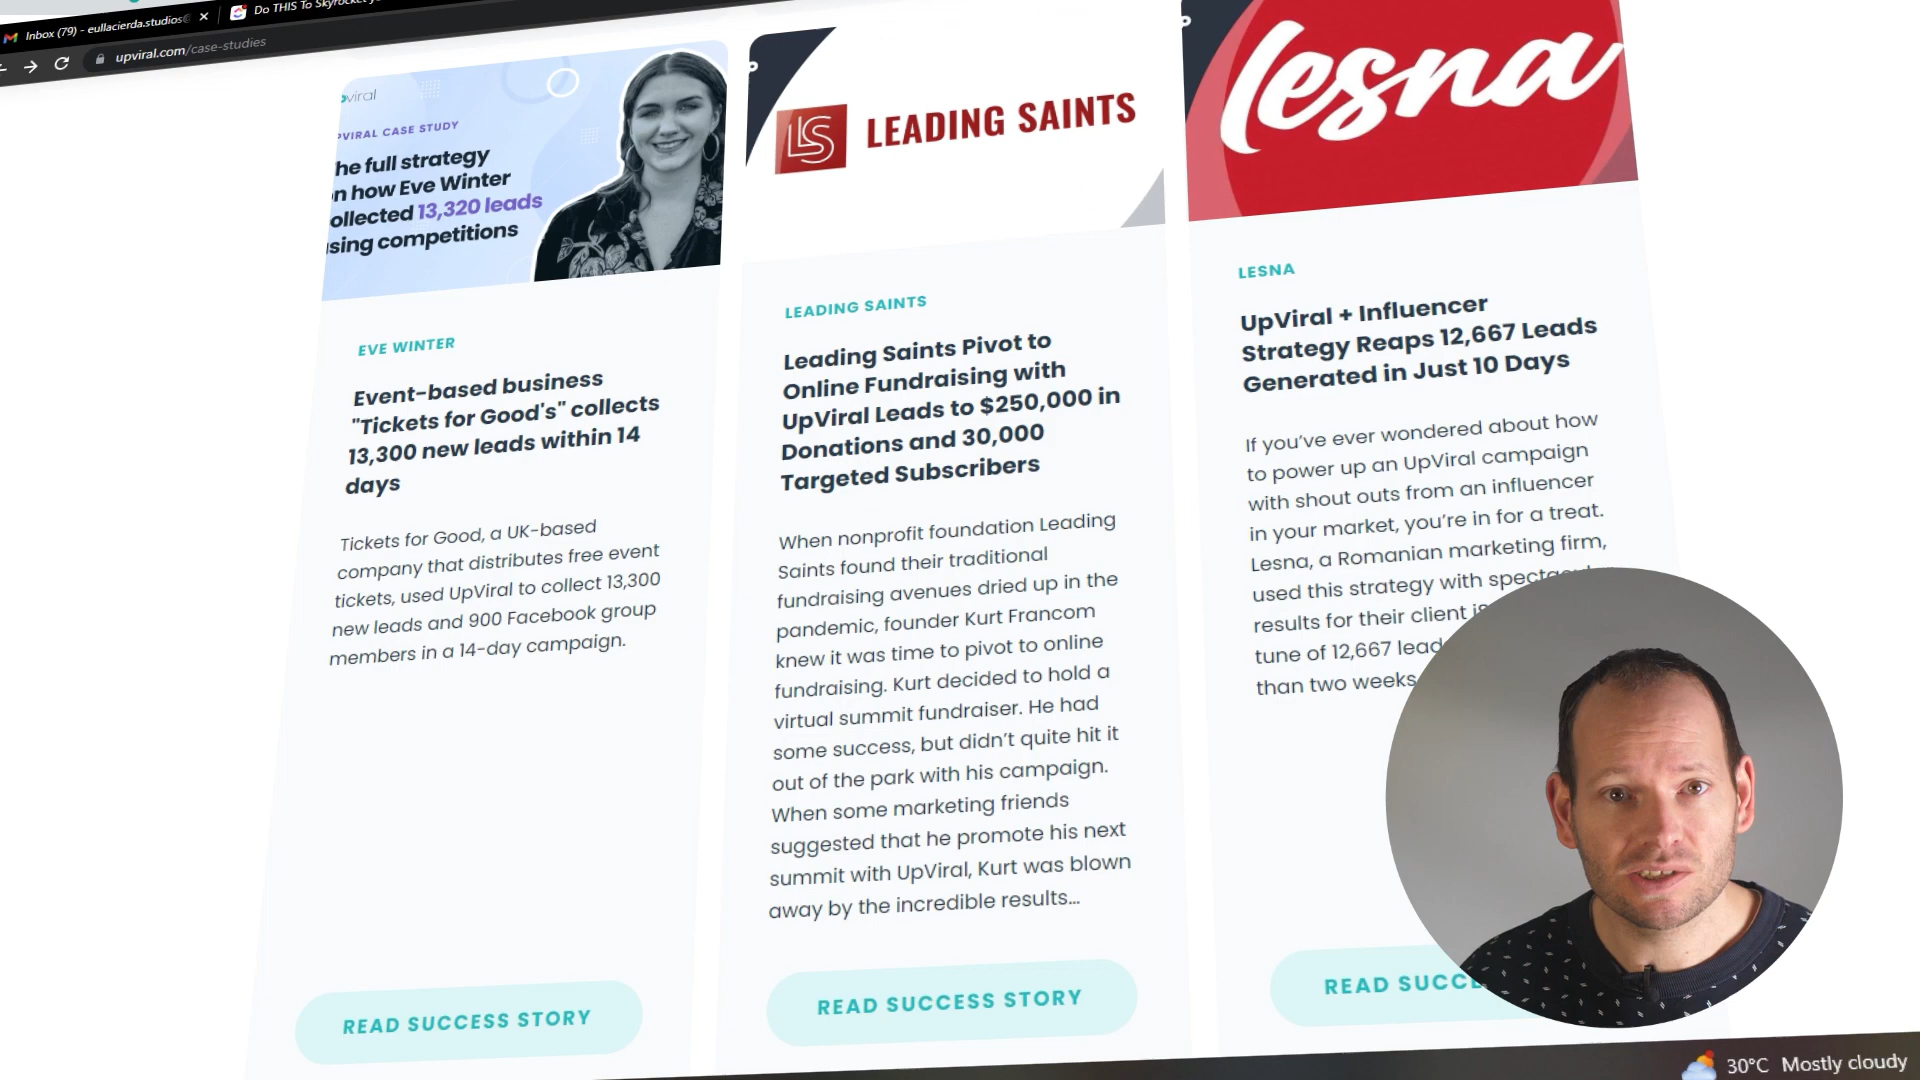 Inbox (79) - eullacierda.studios@
Do THIS To Skyrocket
upviral.com/case-studies
viral
PVIRAL CASE STUDY
he full strategy
n how Eve Winter
ollected 13,320 leads
sing competitions
EVE WINTER
Event-based business
"Tickets for Good's" collects
13,300 new leads within 14
days
Tickets for Good, a UK-based
company that distributes free event
tickets, used UpViral to collect 13,300
new leads and 900 Facebook group
members in a 14-day campaign.
READ SUCCESS STORY
LS
LEADING SAINTS
LEADING SAINTS
Leading Saints Pivot to
Online Fundraising with
UpViral Leads to $250,000 in
Donations and 30,000
Targeted Subscribers
When nonprofit foundation Leading
Saints found their traditional
fundraising avenues dried up in the
pandemic, founder Kurt Francom
knew it was time to pivot to online
fundraising. Kurt decided to hold a
virtual summit fundraiser. He had
some success, but didn't quite hit it
out of the park with his campaign.
When some marketing friends
suggested that he promote his next
summit with UpViral, Kurt was blown
away by the incredible results...
READ SUCCESS STORY
lesna
LESNA
UpViral + Influencer
Strategy Reaps 12,667 Leads
Generated in Just 10 Days
If you've ever wondered about how
to power up an UpViral campaign
with shout outs from an influencer
in your market, you're in for a treat.
Lesna, a Romanian marketing firm,
used this strategy with
results for their client
tune of 12,667 lead
than two weeks
READ SUCC
30°C Mostly cloudy